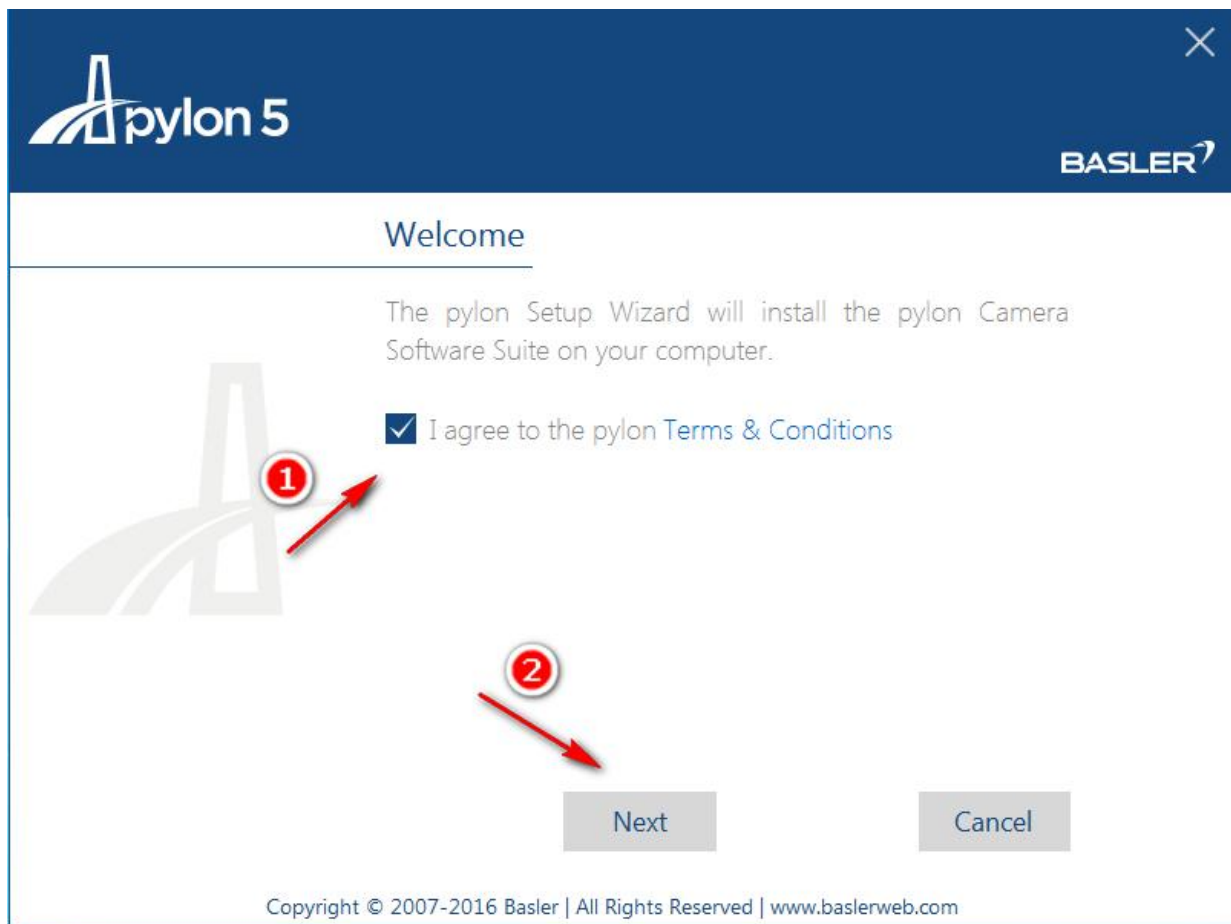 pylon 5
BASLER
Welcome
The pylon Setup Wizard will install the pylon Camera
Software Suite on your computer.
I agree to the pylon Terms & Conditions
1
2
Next
Cancel
Copyright © 2007-2016 Basler | All Rights Reserved | www.baslerweb.com